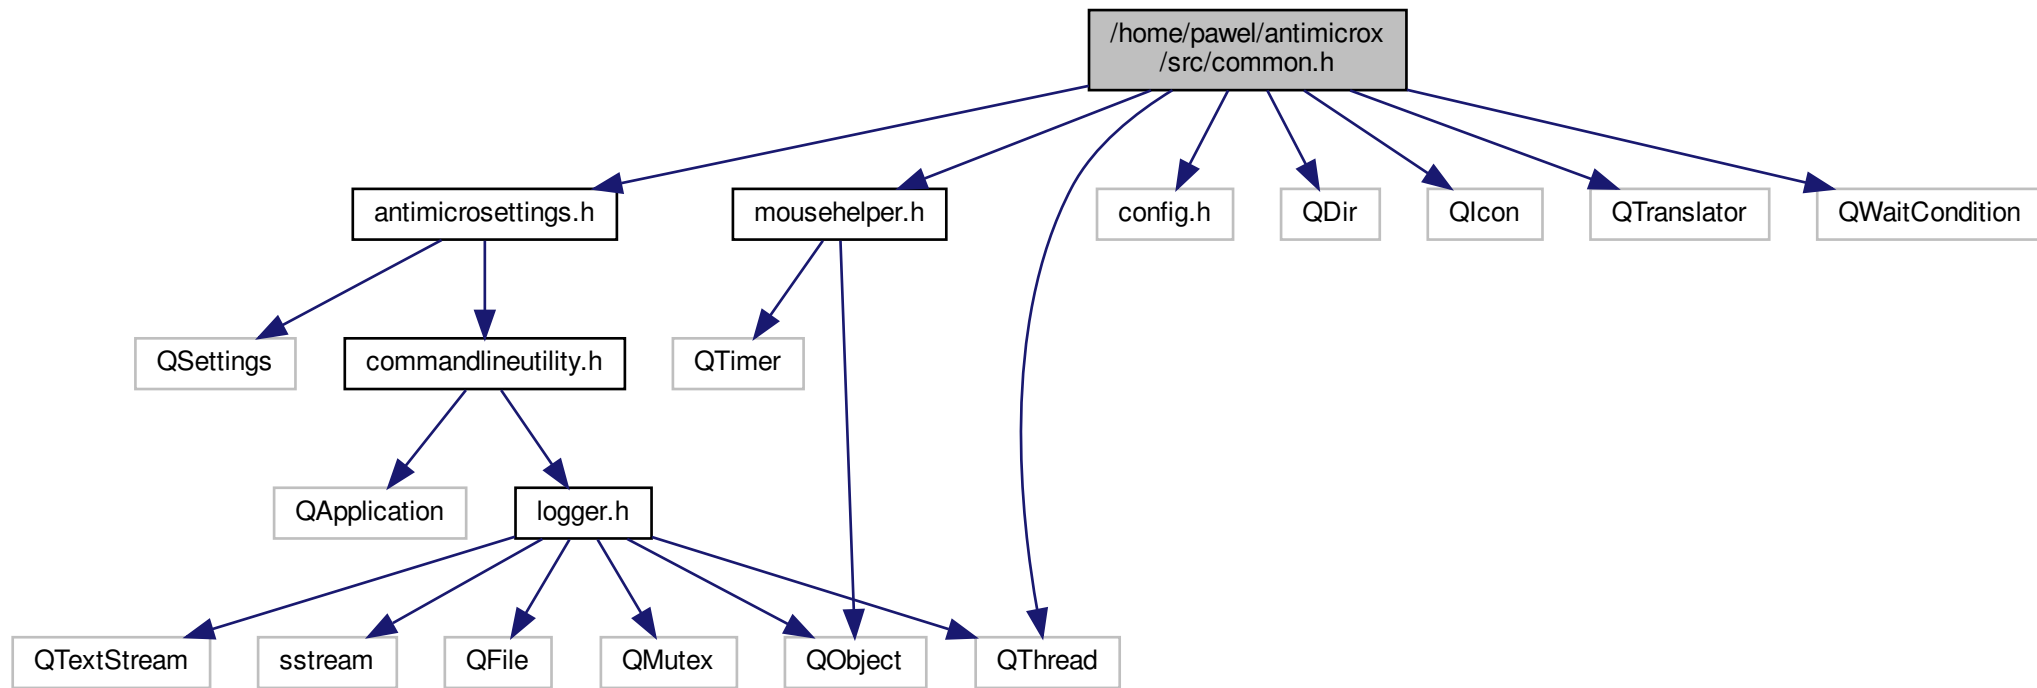 /home/pawel/antimicrox
/src/common.h
antimicrosettings.h
mousehelper.h
config.h
QDir
QIcon
QTranslator
QWaitCondition
QSettings
commandlineutility.h
QTimer
QApplication
logger.h
QTextStream
sstream
QFile
QMutex
QObject
QThread